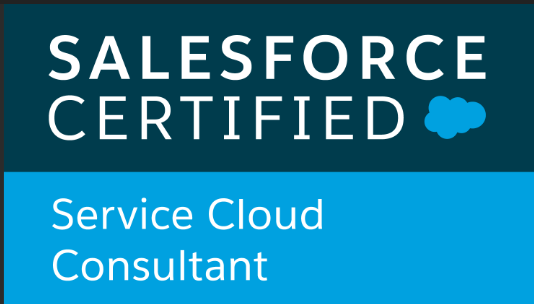 SALESFORCE
CERTIFIED
Service Cloud
Consultant